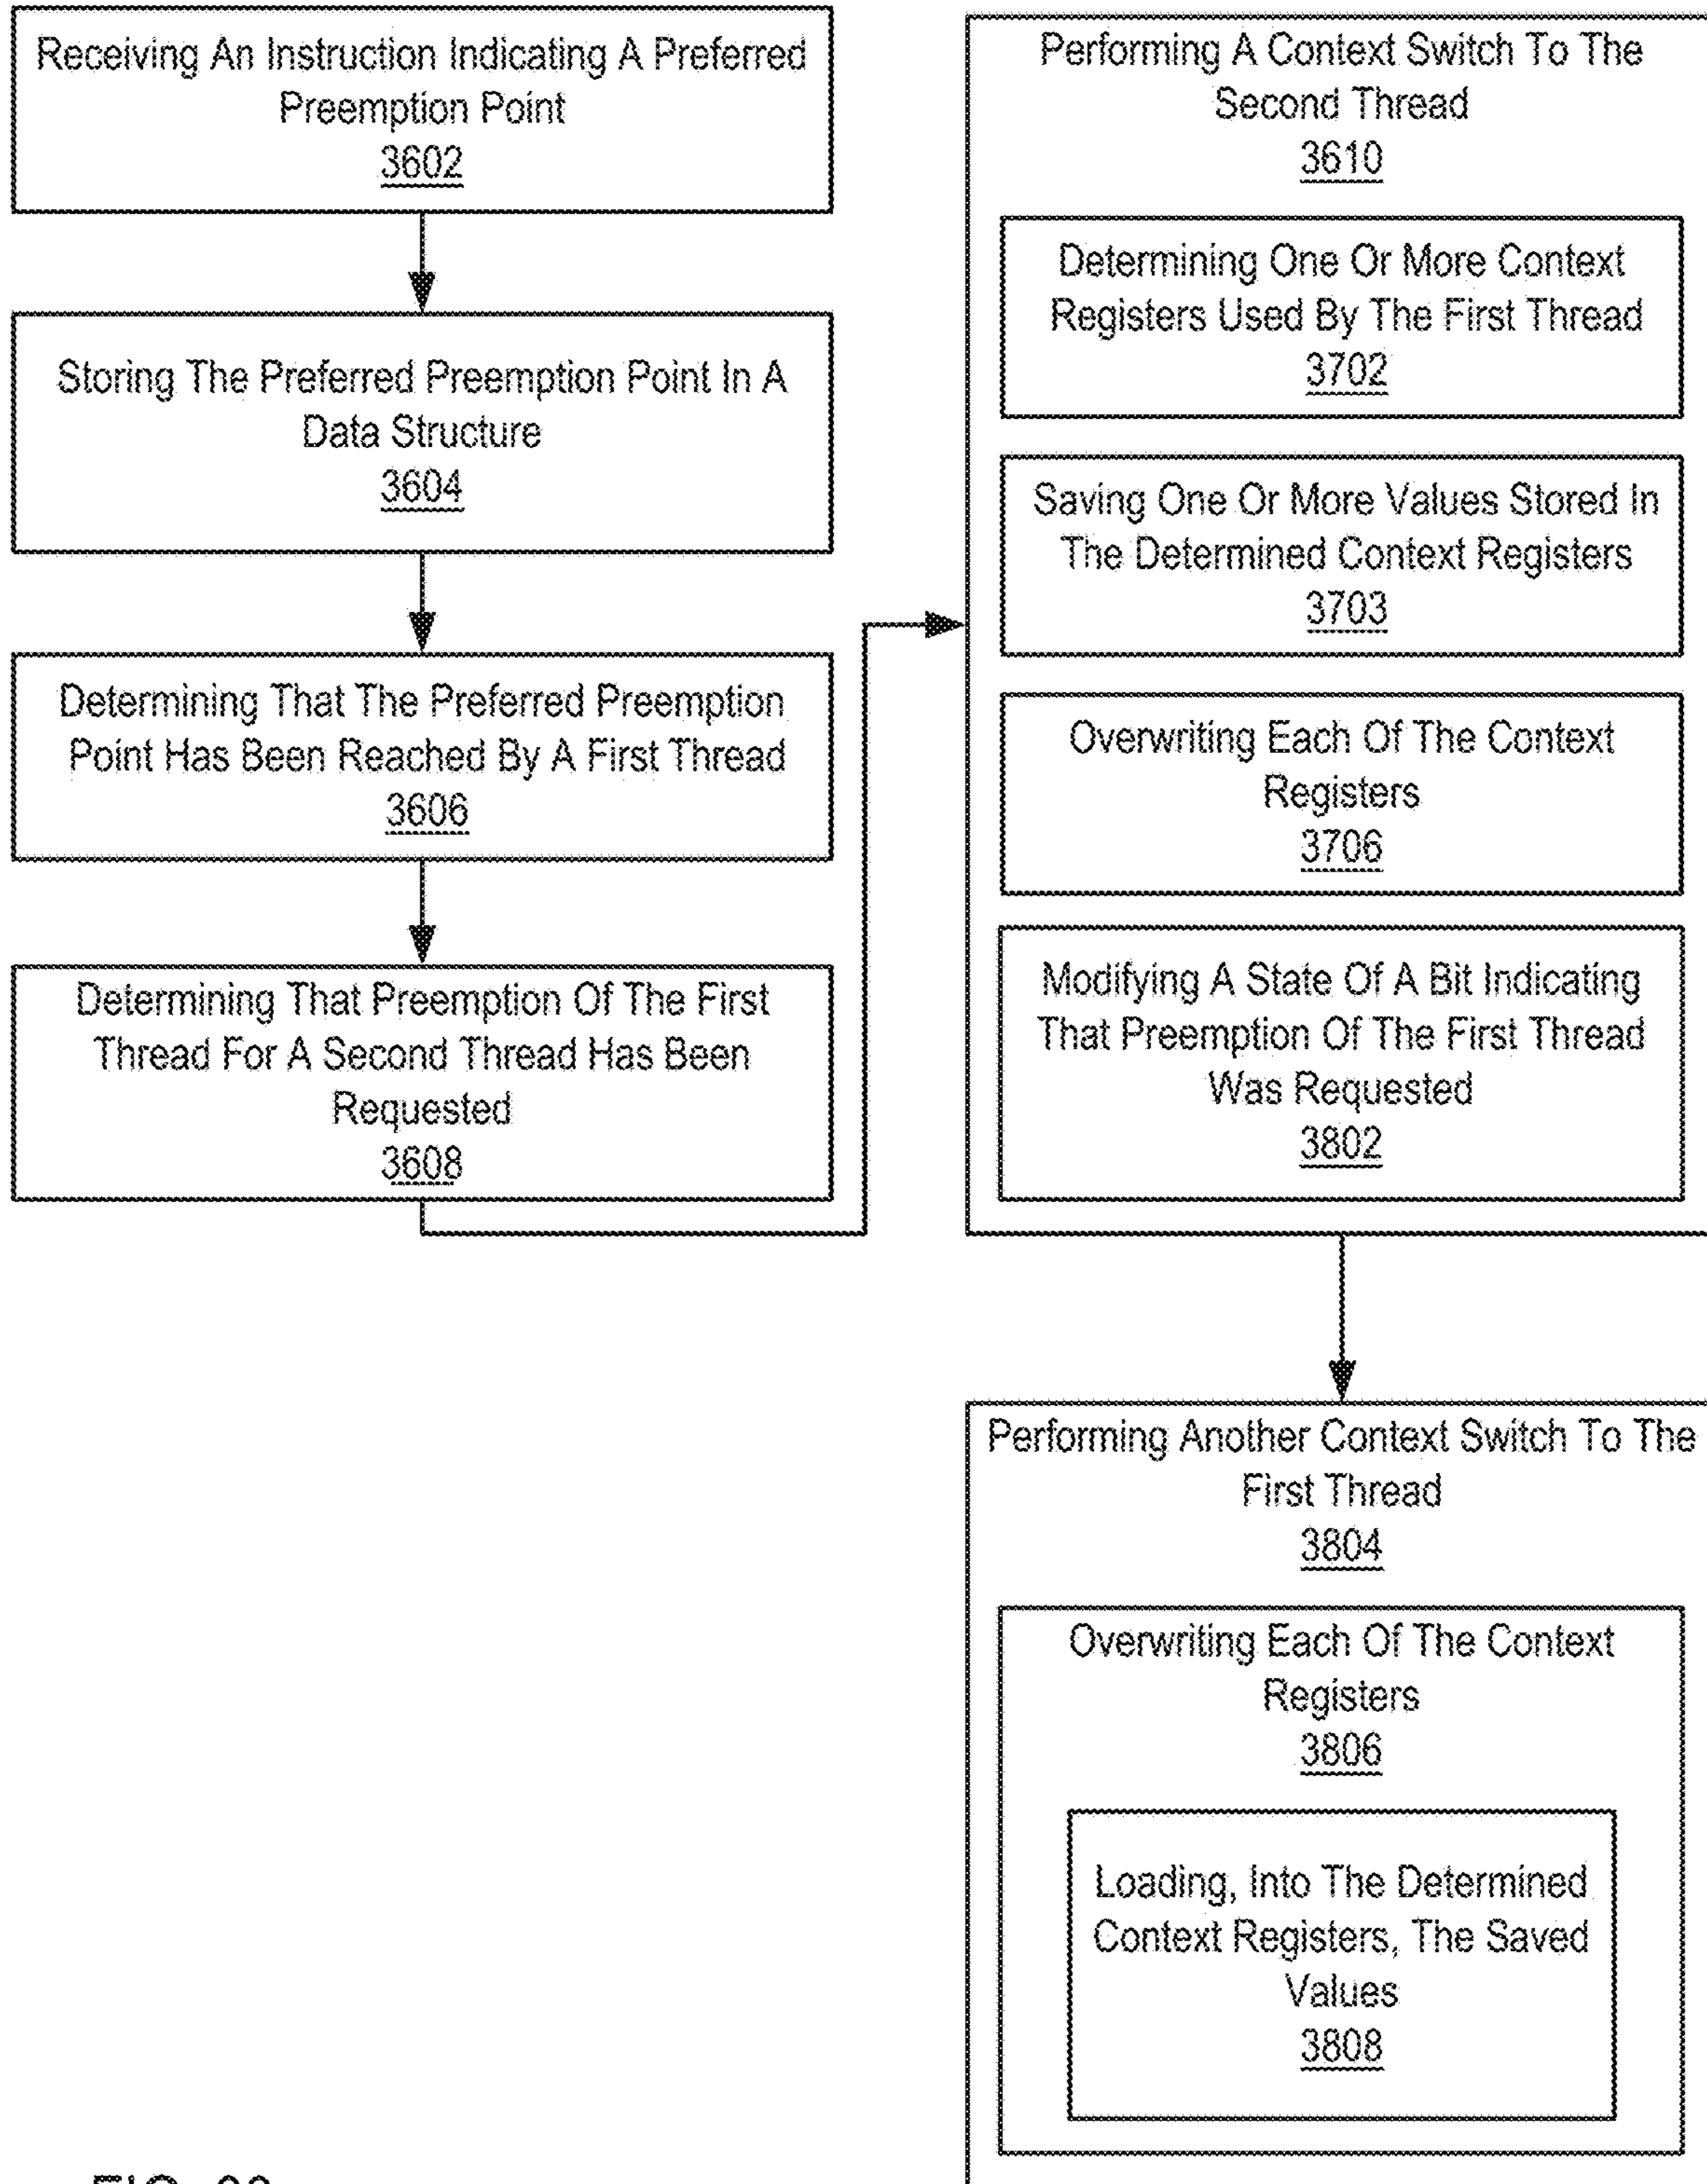 Receiving An Instruction Indicating A Preferred
Preemption Point
3602
Storing The Preferred Preemption Point In A
Data Structure
3604
Determining That The Preferred Preemption
Point Has Been Reached By A First Thread
3606
Determining That Preemption Of The First
Thread For A Second Thread Has Been
Requested
3608
Performing A Context Switch To The
Second Thread
3610
Determining One Or More Context
Registers Used By The First Thread
3702
Saving One Or More Values Stored In
The Determined Context Registers
3703
Overwriting Each Of The Context
Registers
3706
Modifying A State Of A Bit Indicating
That Preemption Of The First Thread
Was Requested
3802
Performing Another Context Switch To The
First Thread
3804
Overwriting Each Of The Context
Registers
3806
Loading, Into The Determined
Context Registers, The Saved
Values
3808
FIG.